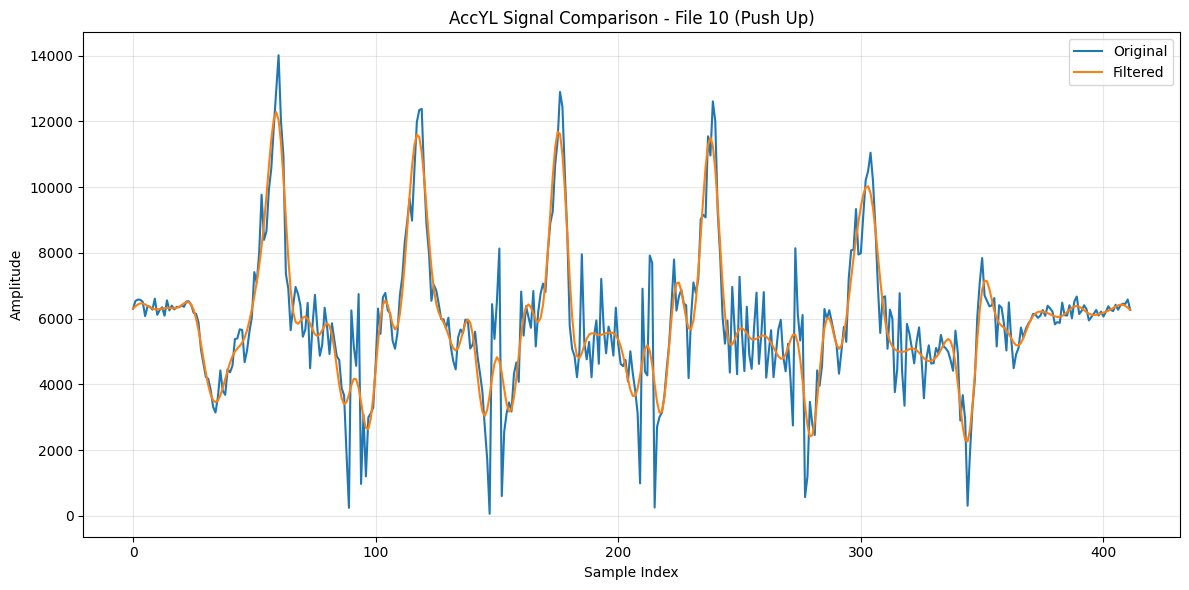 AccYL Signal Comparison - File 10 (Push Up)
Original
Filtered
14000
12000
10000
8000
6000
4000
2000
0
Amplitude
0 100 200 300 400
Sample Index